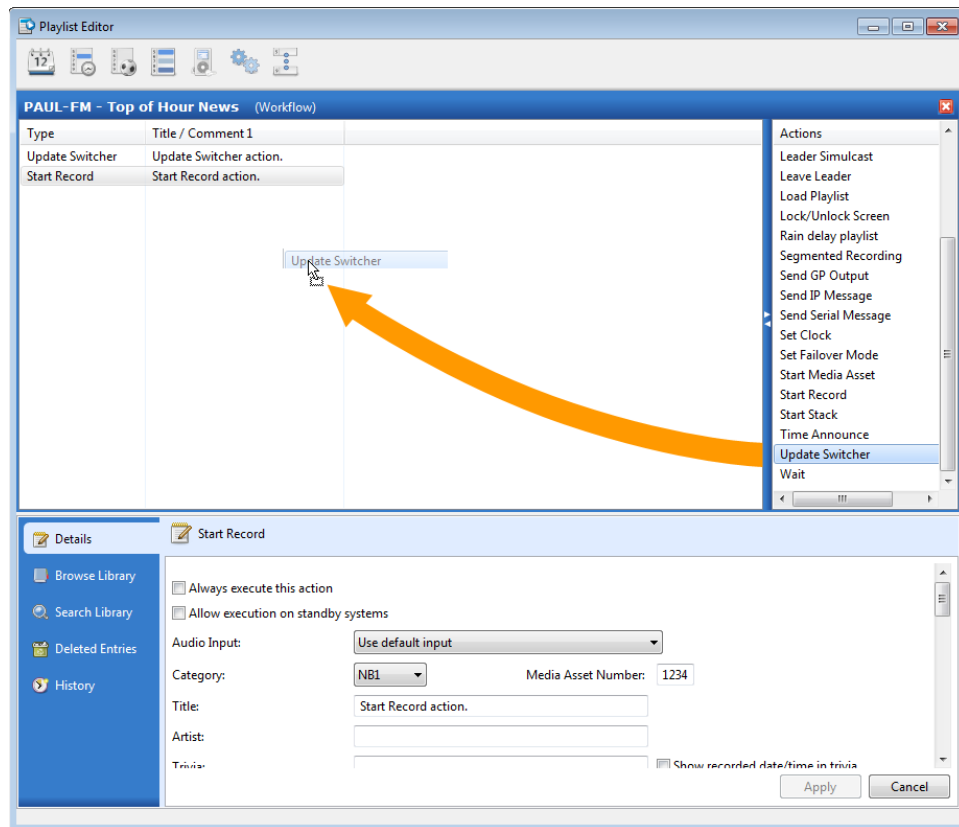 Playlist Editor
12
PAUL-FM - Top of Hour News (Workflow)
Type Title / Comment 1
Update Switcher Update Switcher action.
Start Record Start Record action.
Update Switcher
Actions
Leader Simulcast
Leave Leader
Load Playlist
Lock/Unlock Screen
Rain delay playlist
Segmented Recording
Send GP Output
Send IP Message
Send Serial Message
Set Clock
Set Failover Mode
Start Media Asset
Start Record
Start Stack
Time Announce
Update Switcher
Wait
Details
Browse Library
Search Library
Deleted Entries
History
Start Record
Always execute this action
Allow execution on standby systems
Audio Input: Use default input
Category: NB1 Media Asset Number: 1234
Title: Start Record action.
Artist:
Trivia: Show recorded date/time in trivia
Apply Cancel